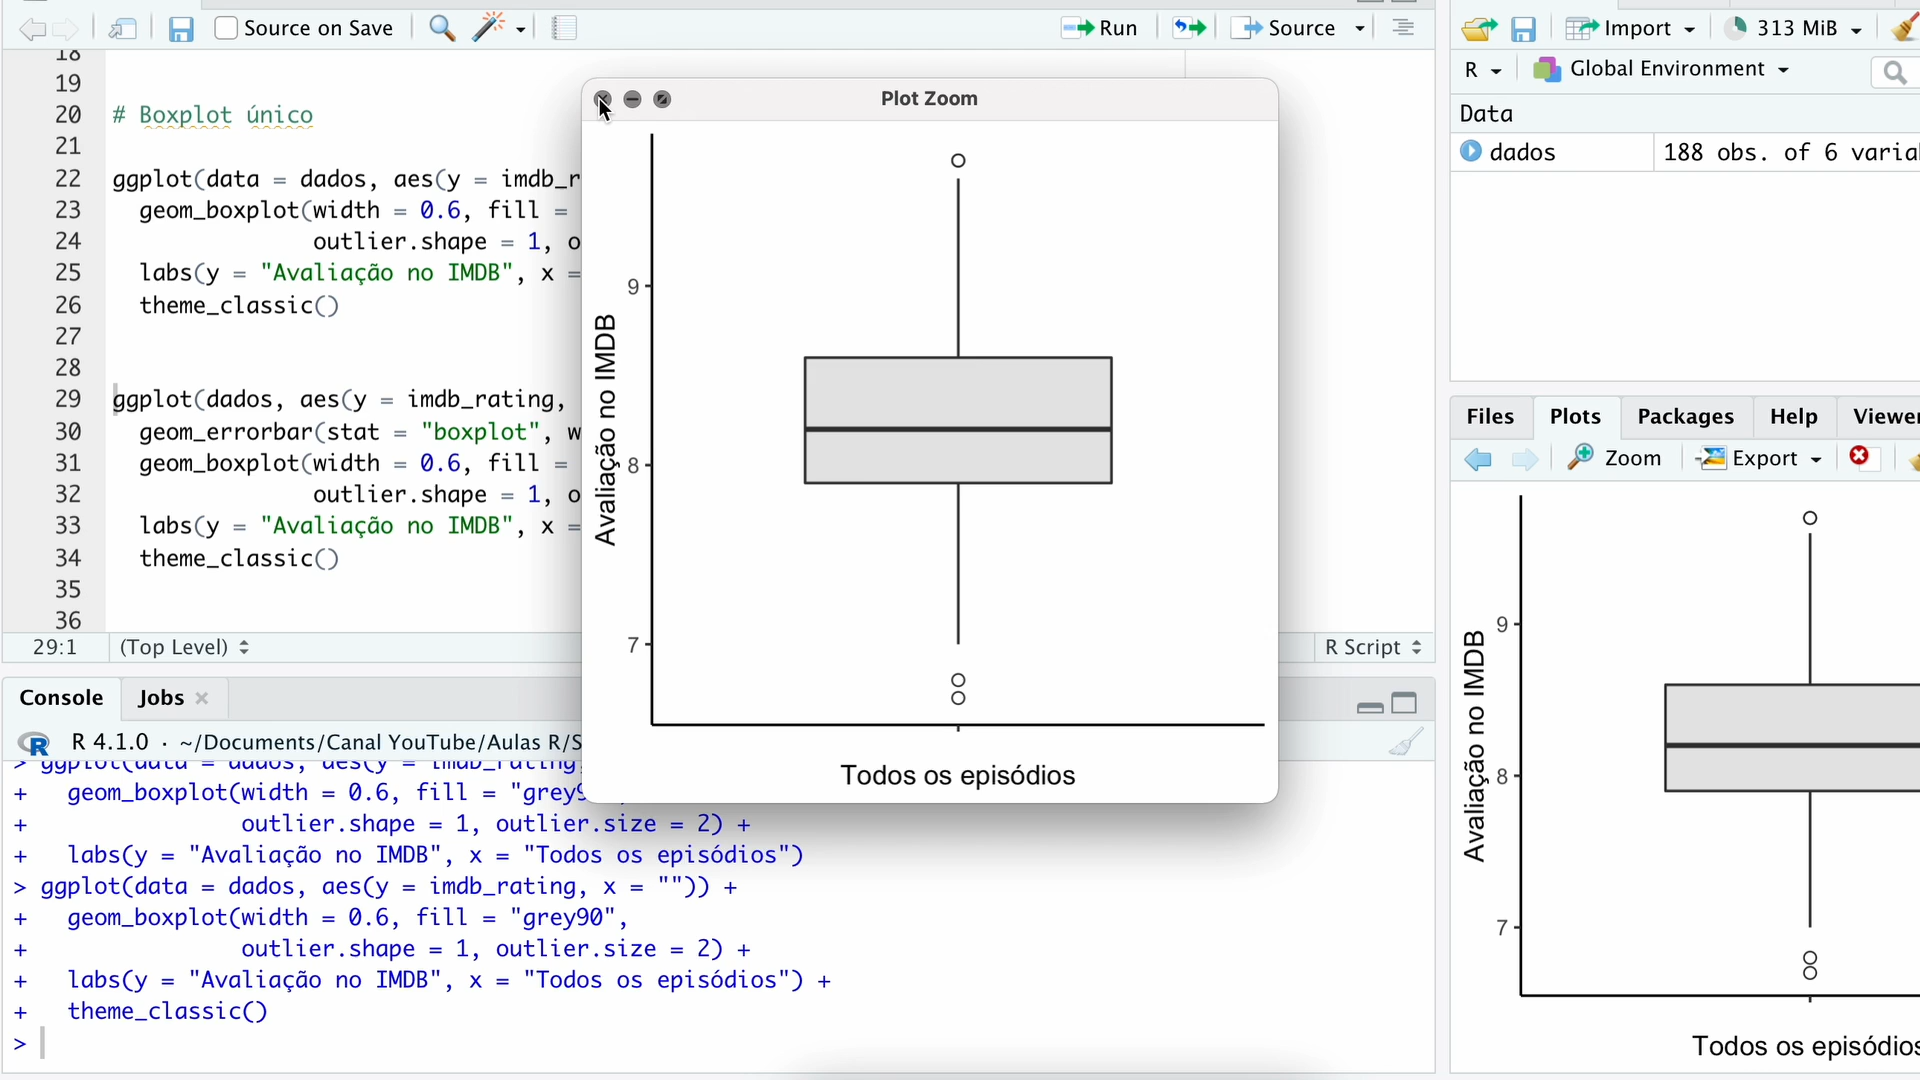 Source on Save
Run
Source
18
19
20 # Boxplot único
21
22 ggplot(data = dados, aes(y = imdb_r
23 geom_boxplot(width = 0.6, fill =
24 outlier.shape = 1, o
25 labs(y = "Avaliação no IMDB", x =
26 theme_classic()
27
28
29 ggplot(dados, aes(y = imdb_rating,
30 geom_errorbar(stat = "boxplot", w
31 geom_boxplot(width = 0.6, fill =
32 outlier.shape = 1, o
33 labs(y = "Avaliação no IMDB", x =
34 theme_classic()
35
36
29:1 (Top Level) R Script
Plot Zoom
9
8
7
Avaliação no IMDB
Todos os episódios
Console Jobs
R 4.1.0 · ~/Documents/Canal YouTube/Aulas R/S
> ggplot(data = dados, aes(y = imdb_rating,
+ geom_boxplot(width = 0.6, fill = "grey9
+ outlier.shape = 1, outlier.size = 2) +
+ labs(y = "Avaliação no IMDB", x = "Todos os episódios")
> ggplot(data = dados, aes(y = imdb_rating, x = "")) +
+ geom_boxplot(width = 0.6, fill = "grey90",
+ outlier.shape = 1, outlier.size = 2) +
+ labs(y = "Avaliação no IMDB", x = "Todos os episódios") +
+ theme_classic()
>
Import 313 MiB
R Global Environment
Data
dados 188 obs. of 6 varia
Files Plots Packages Help Viewer
Zoom Export
9
8
7
Avaliação no IMDB
Todos os episódios